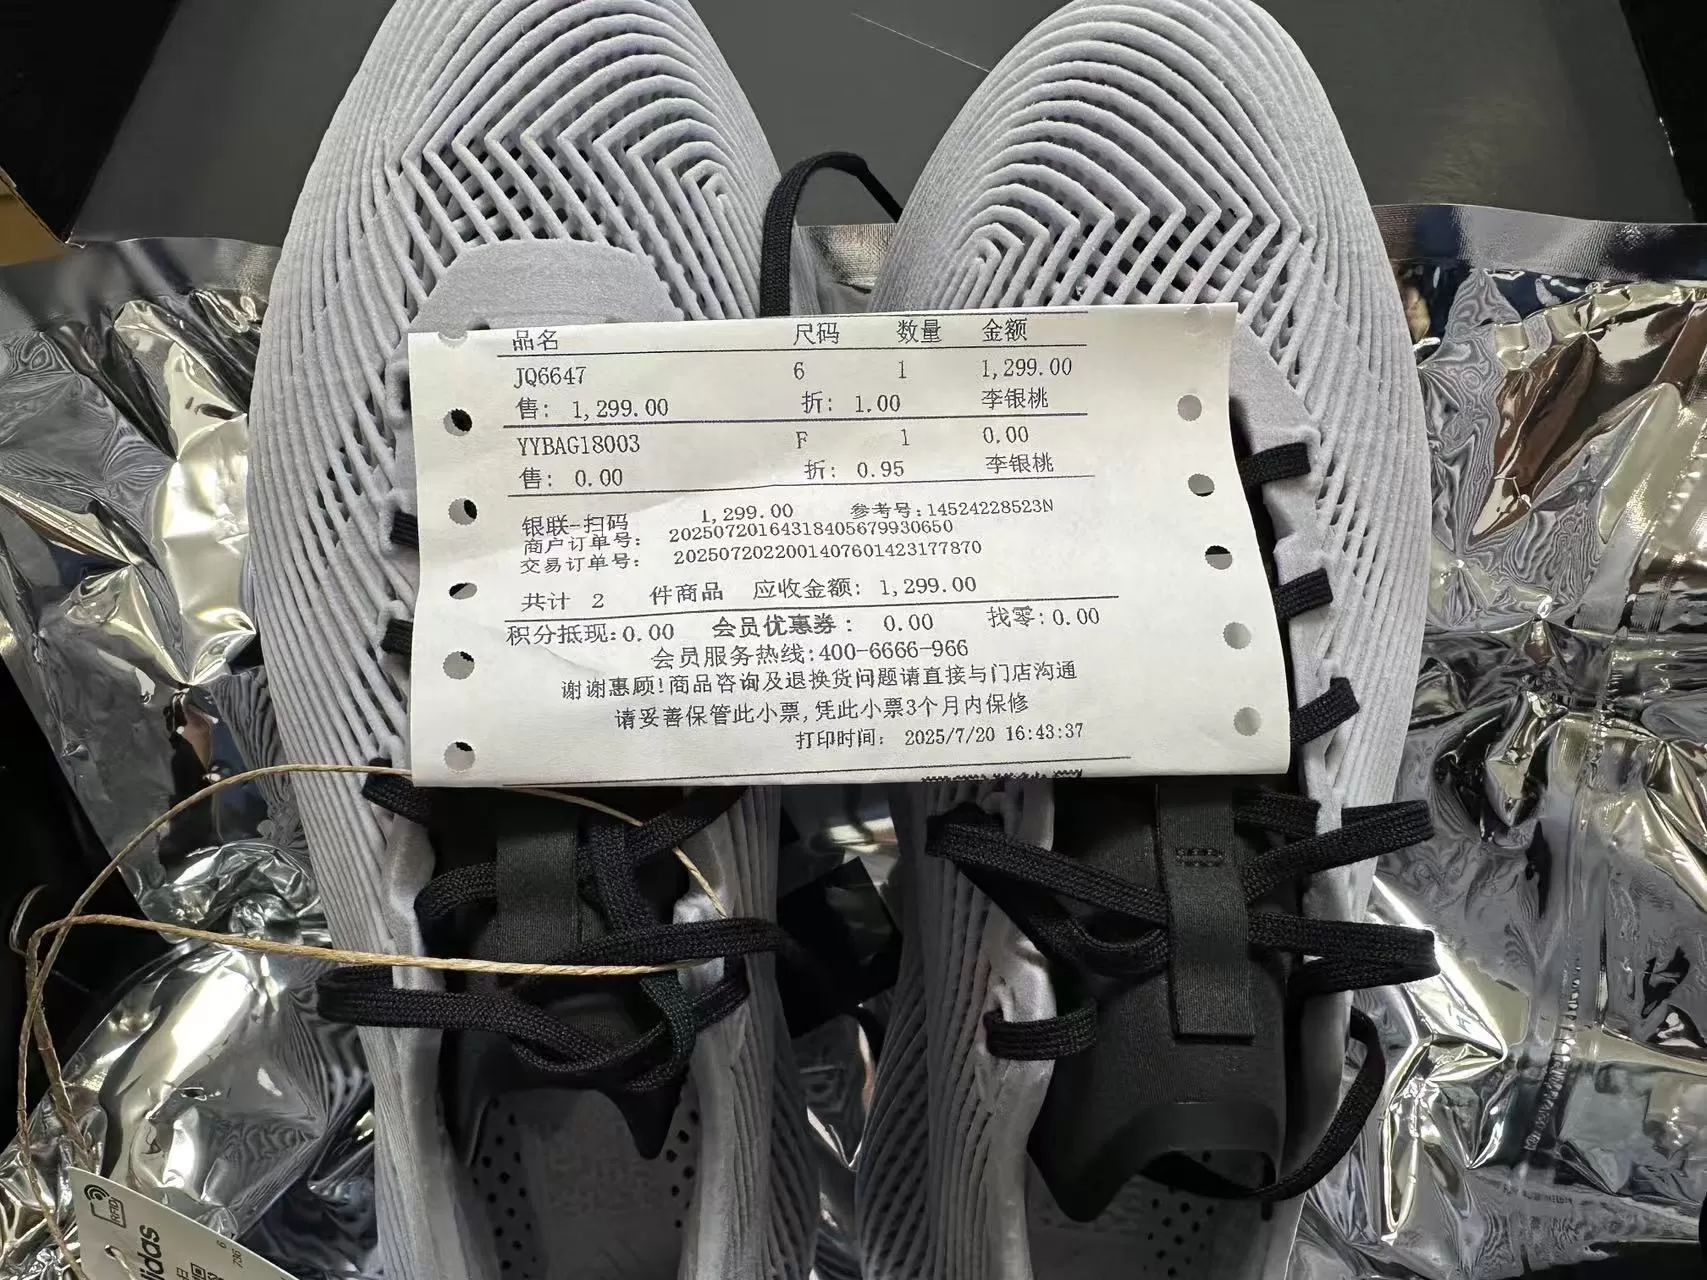 品名 尺码 数量 金额
JQ6647 6 1 1,299.00
售: 1,299.00 折: 1.00 李银桃
YYBAG18003 F 1 0.00
售: 0.00 折: 0.95 李银桃
银联-扫码 1,299.00 参考号:14524228523N
商户订单号: 20250720164318405679930650
交易订单号: 2025072022001407601423177870
共计 2 件商品 应收金额: 1,299.00
积分抵现:0.00 会员优惠券: 0.00 找零:0.00
会员服务热线:400-6666-966
谢谢惠顾!商品咨询及退换货问题请直接与门店沟通
请妥善保管此小票,凭此小票3个月内保修
打印时间: 2025/7/20 16:43:37
RFID